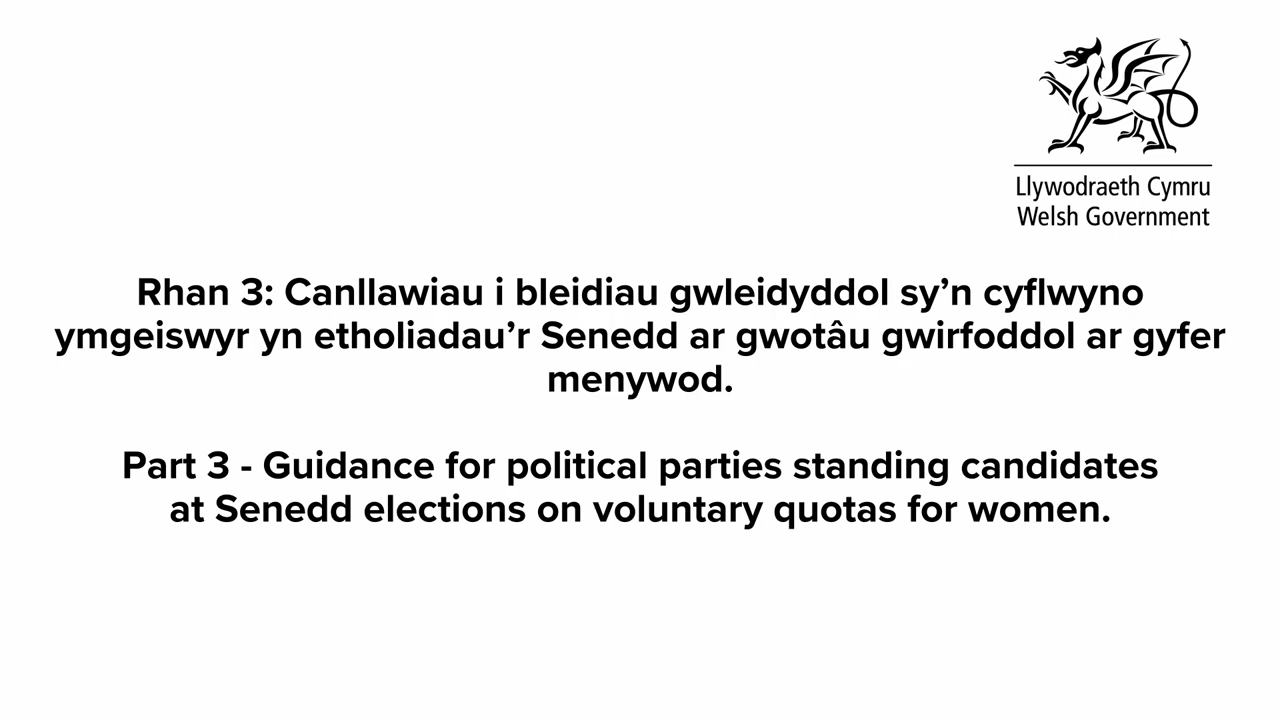 Llywodraeth Cymru
Welsh Government
Rhan 3: Canllawiau i bleidiau gwleidyddol sy’n cyflwyno
ymgeiswyr yn etholiadau’r Senedd ar gwotâu gwirfoddol ar gyfer
menywod.
Part 3 - Guidance for political parties standing candidates
at Senedd elections on voluntary quotas for women.